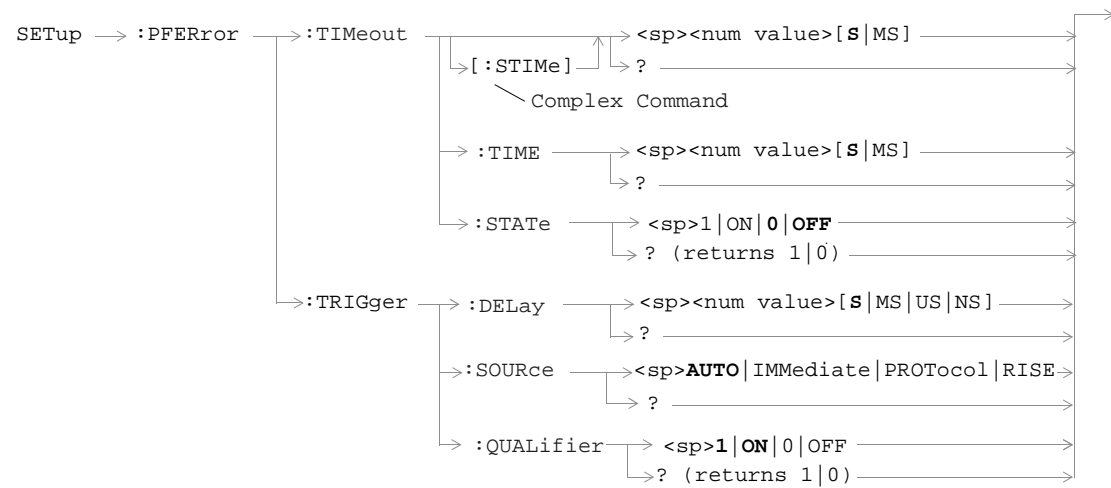 SETup :PFERror :TIMeout <sp><num value>[S|MS]
[:STIMe] ?
Complex Command
:TIME <sp><num value>[S|MS]
?
:STATe <sp>1|ON|0|OFF
? (returns 1|0)
:TRIGger :DELay <sp><num value>[S|MS|US|NS]
?
:SOURce <sp>AUTO|IMMediate|PROTocol|RISE
?
:QUALifier <sp>1|ON|0|OFF
? (returns 1|0)